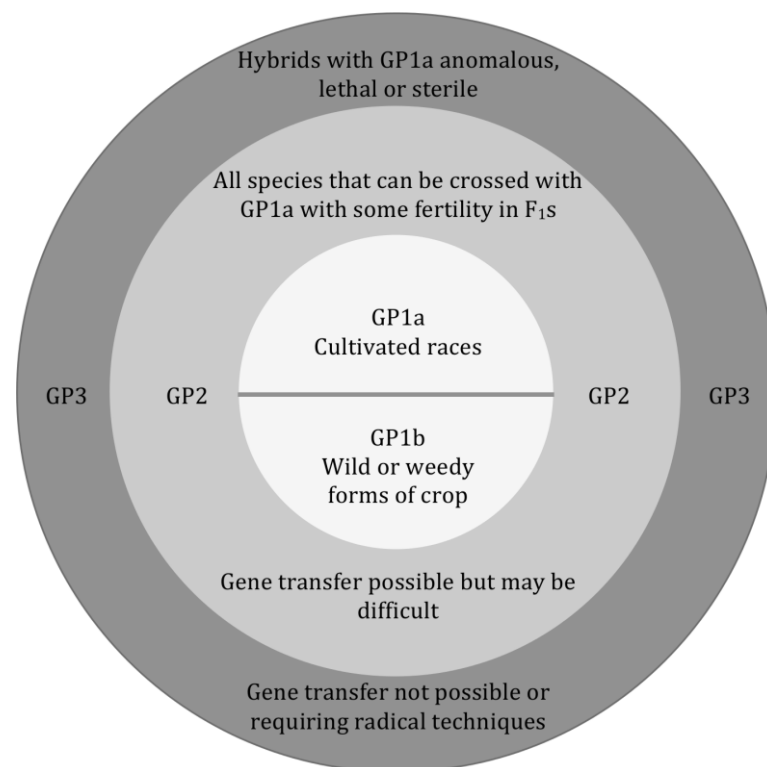 Hybrids with GP1a anomalous,
lethal or sterile
All species that can be crossed with
GP1a with some fertility in F₁s
GP1a
Cultivated races
GP3
GP2
GP2
GP3
GP1b
Wild or weedy
forms of crop
Gene transfer possible but may be
difficult
Gene transfer not possible or
requiring radical techniques